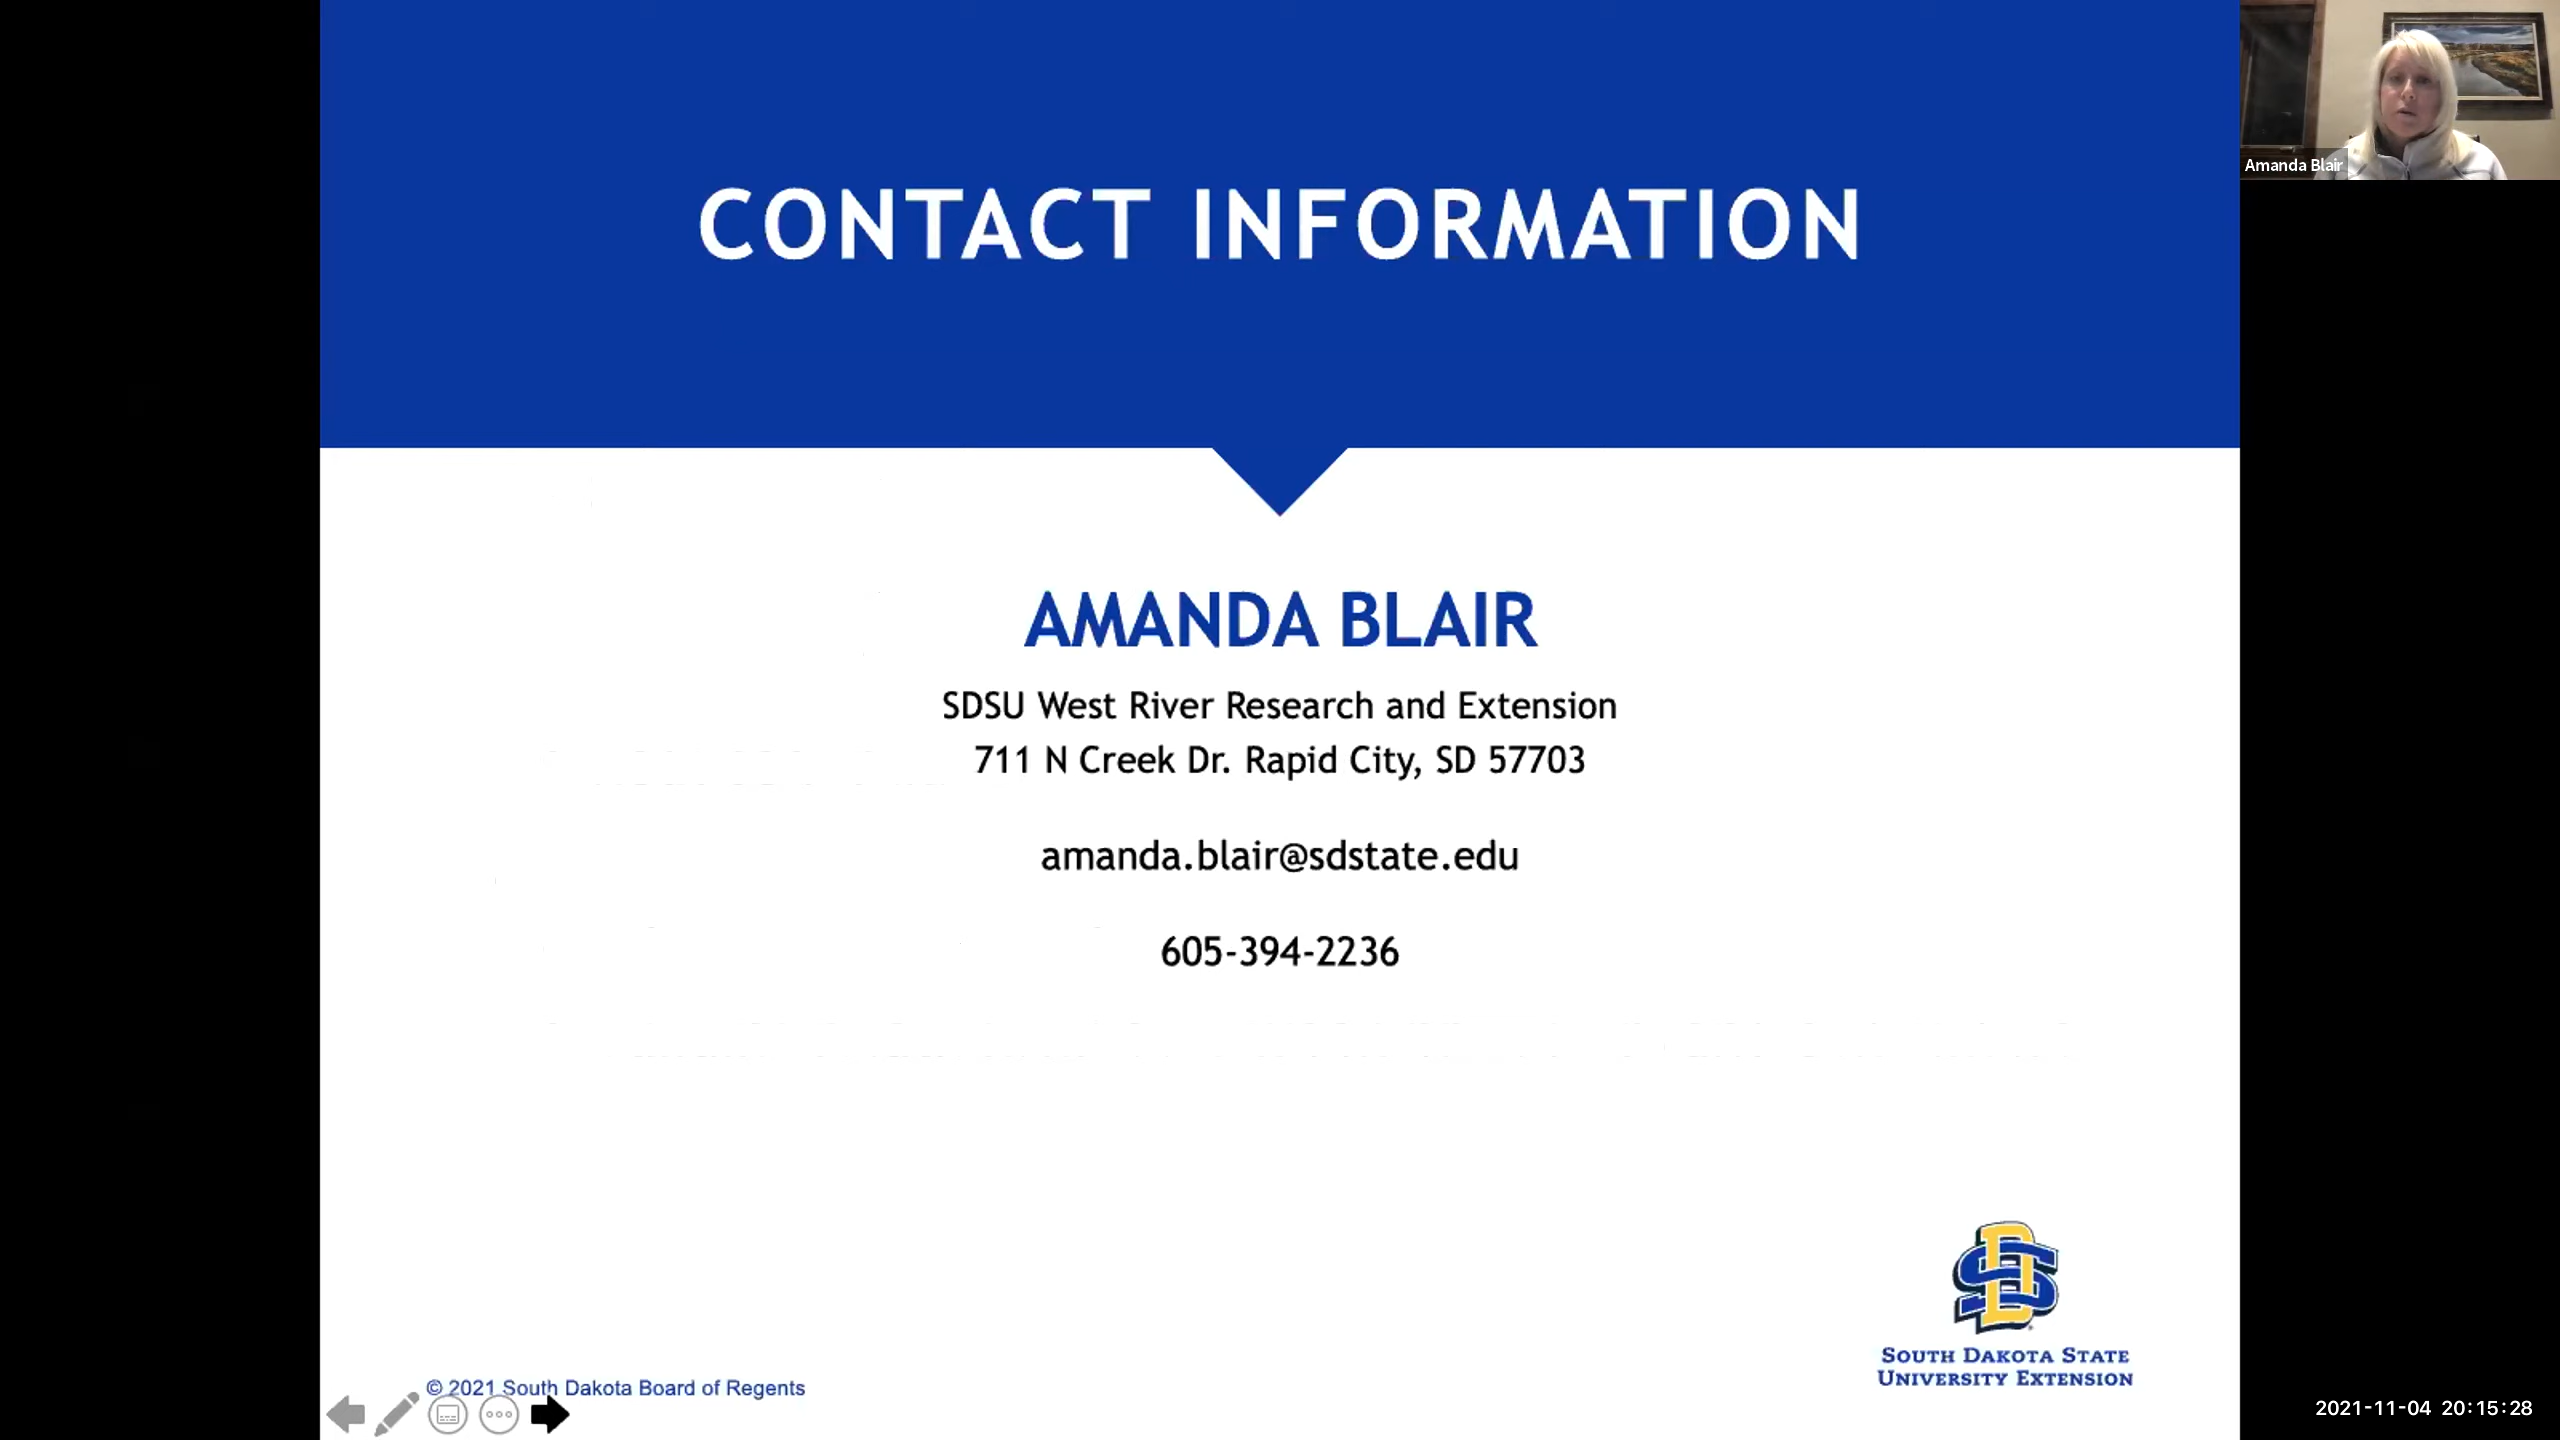 CONTACT INFORMATION
Amanda Blair
AMANDA BLAIR
SDSU West River Research and Extension
711 N Creek Dr. Rapid City, SD 57703
amanda.blair@sdstate.edu
605-394-2236
SD
SOUTH DAKOTA STATE
UNIVERSITY EXTENSION
© 2021 South Dakota Board of Regents
2021-11-04 20:15:28